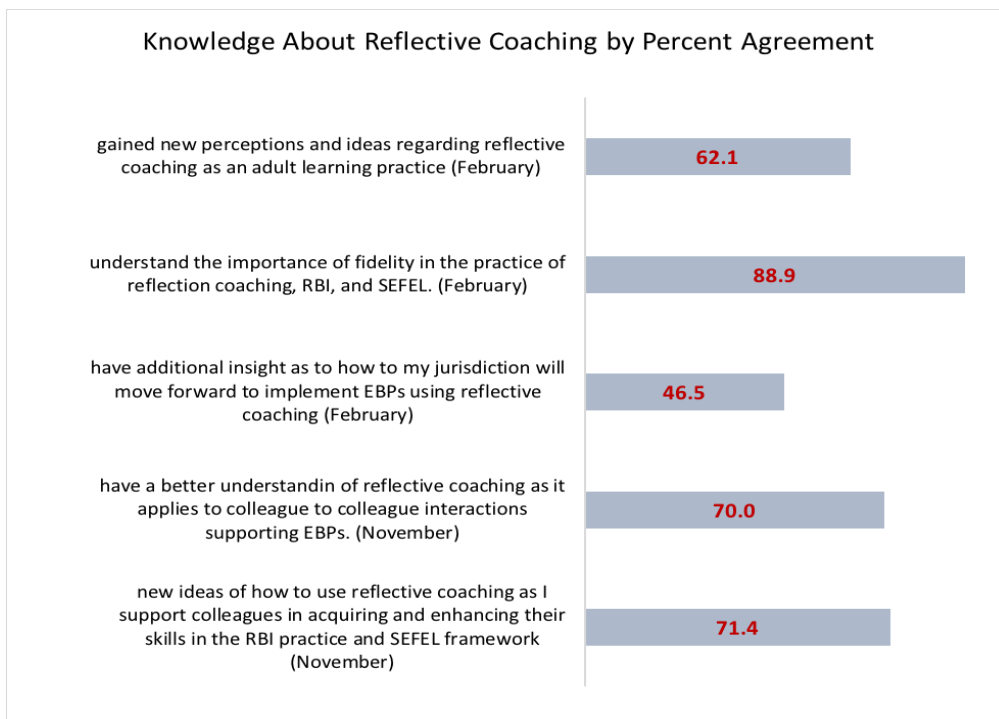 Knowledge About Reflective Coaching by Percent Agreement
gained new perceptions and ideas regarding reflective
coaching as an adult learning practice (February)
62.1
understand the importance of fidelity in the practice of
reflection coaching, RBI, and SEFEL. (February)
88.9
have additional insight as to how to my jurisdiction will
move forward to implement EBPs using reflective
coaching (February)
46.5
have a better understandin of reflective coaching as it
applies to colleague to colleague interactions
supporting EBPs. (November)
70.0
new ideas of how to use reflective coaching as I
support colleagues in acquiring and enhancing their
skills in the RBI practice and SEFEL framework
(November)
71.4